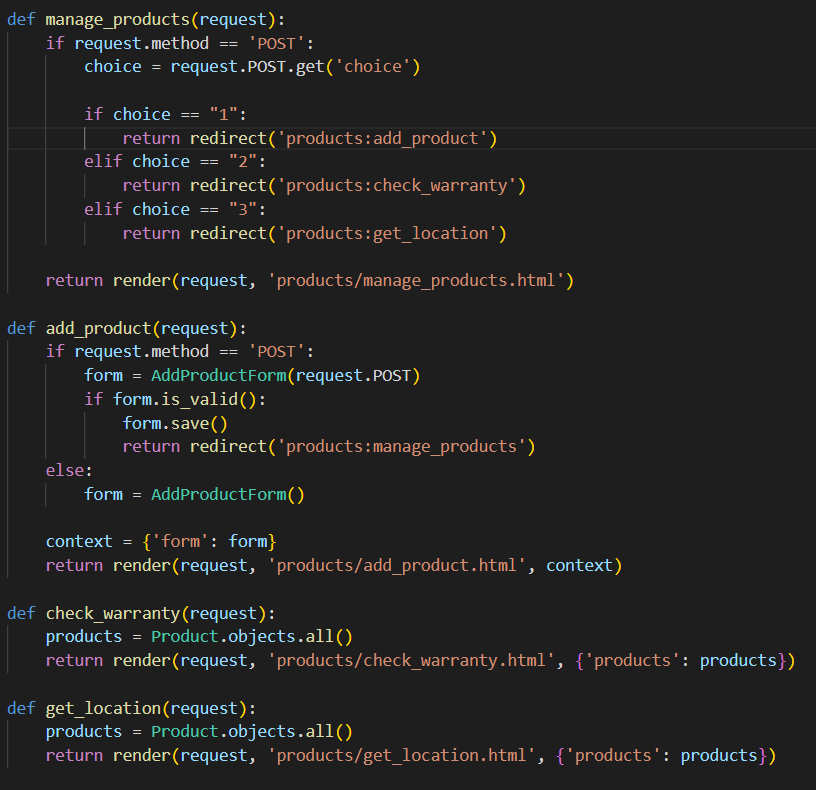 def manage_products(request):
    if request.method == 'POST':
        choice = request.POST.get('choice')

        if choice == "1":
            return redirect('products:add_product')
        elif choice == "2":
            return redirect('products:check_warranty')
        elif choice == "3":
            return redirect('products:get_location')

    return render(request, 'products/manage_products.html')

def add_product(request):
    if request.method == 'POST':
        form = AddProductForm(request.POST)
        if form.is_valid():
            form.save()
            return redirect('products:manage_products')
    else:
        form = AddProductForm()

    context = {'form': form}
    return render(request, 'products/add_product.html', context)

def check_warranty(request):
    products = Product.objects.all()
    return render(request, 'products/check_warranty.html', {'products': products})

def get_location(request):
    products = Product.objects.all()
    return render(request, 'products/get_location.html', {'products': products})